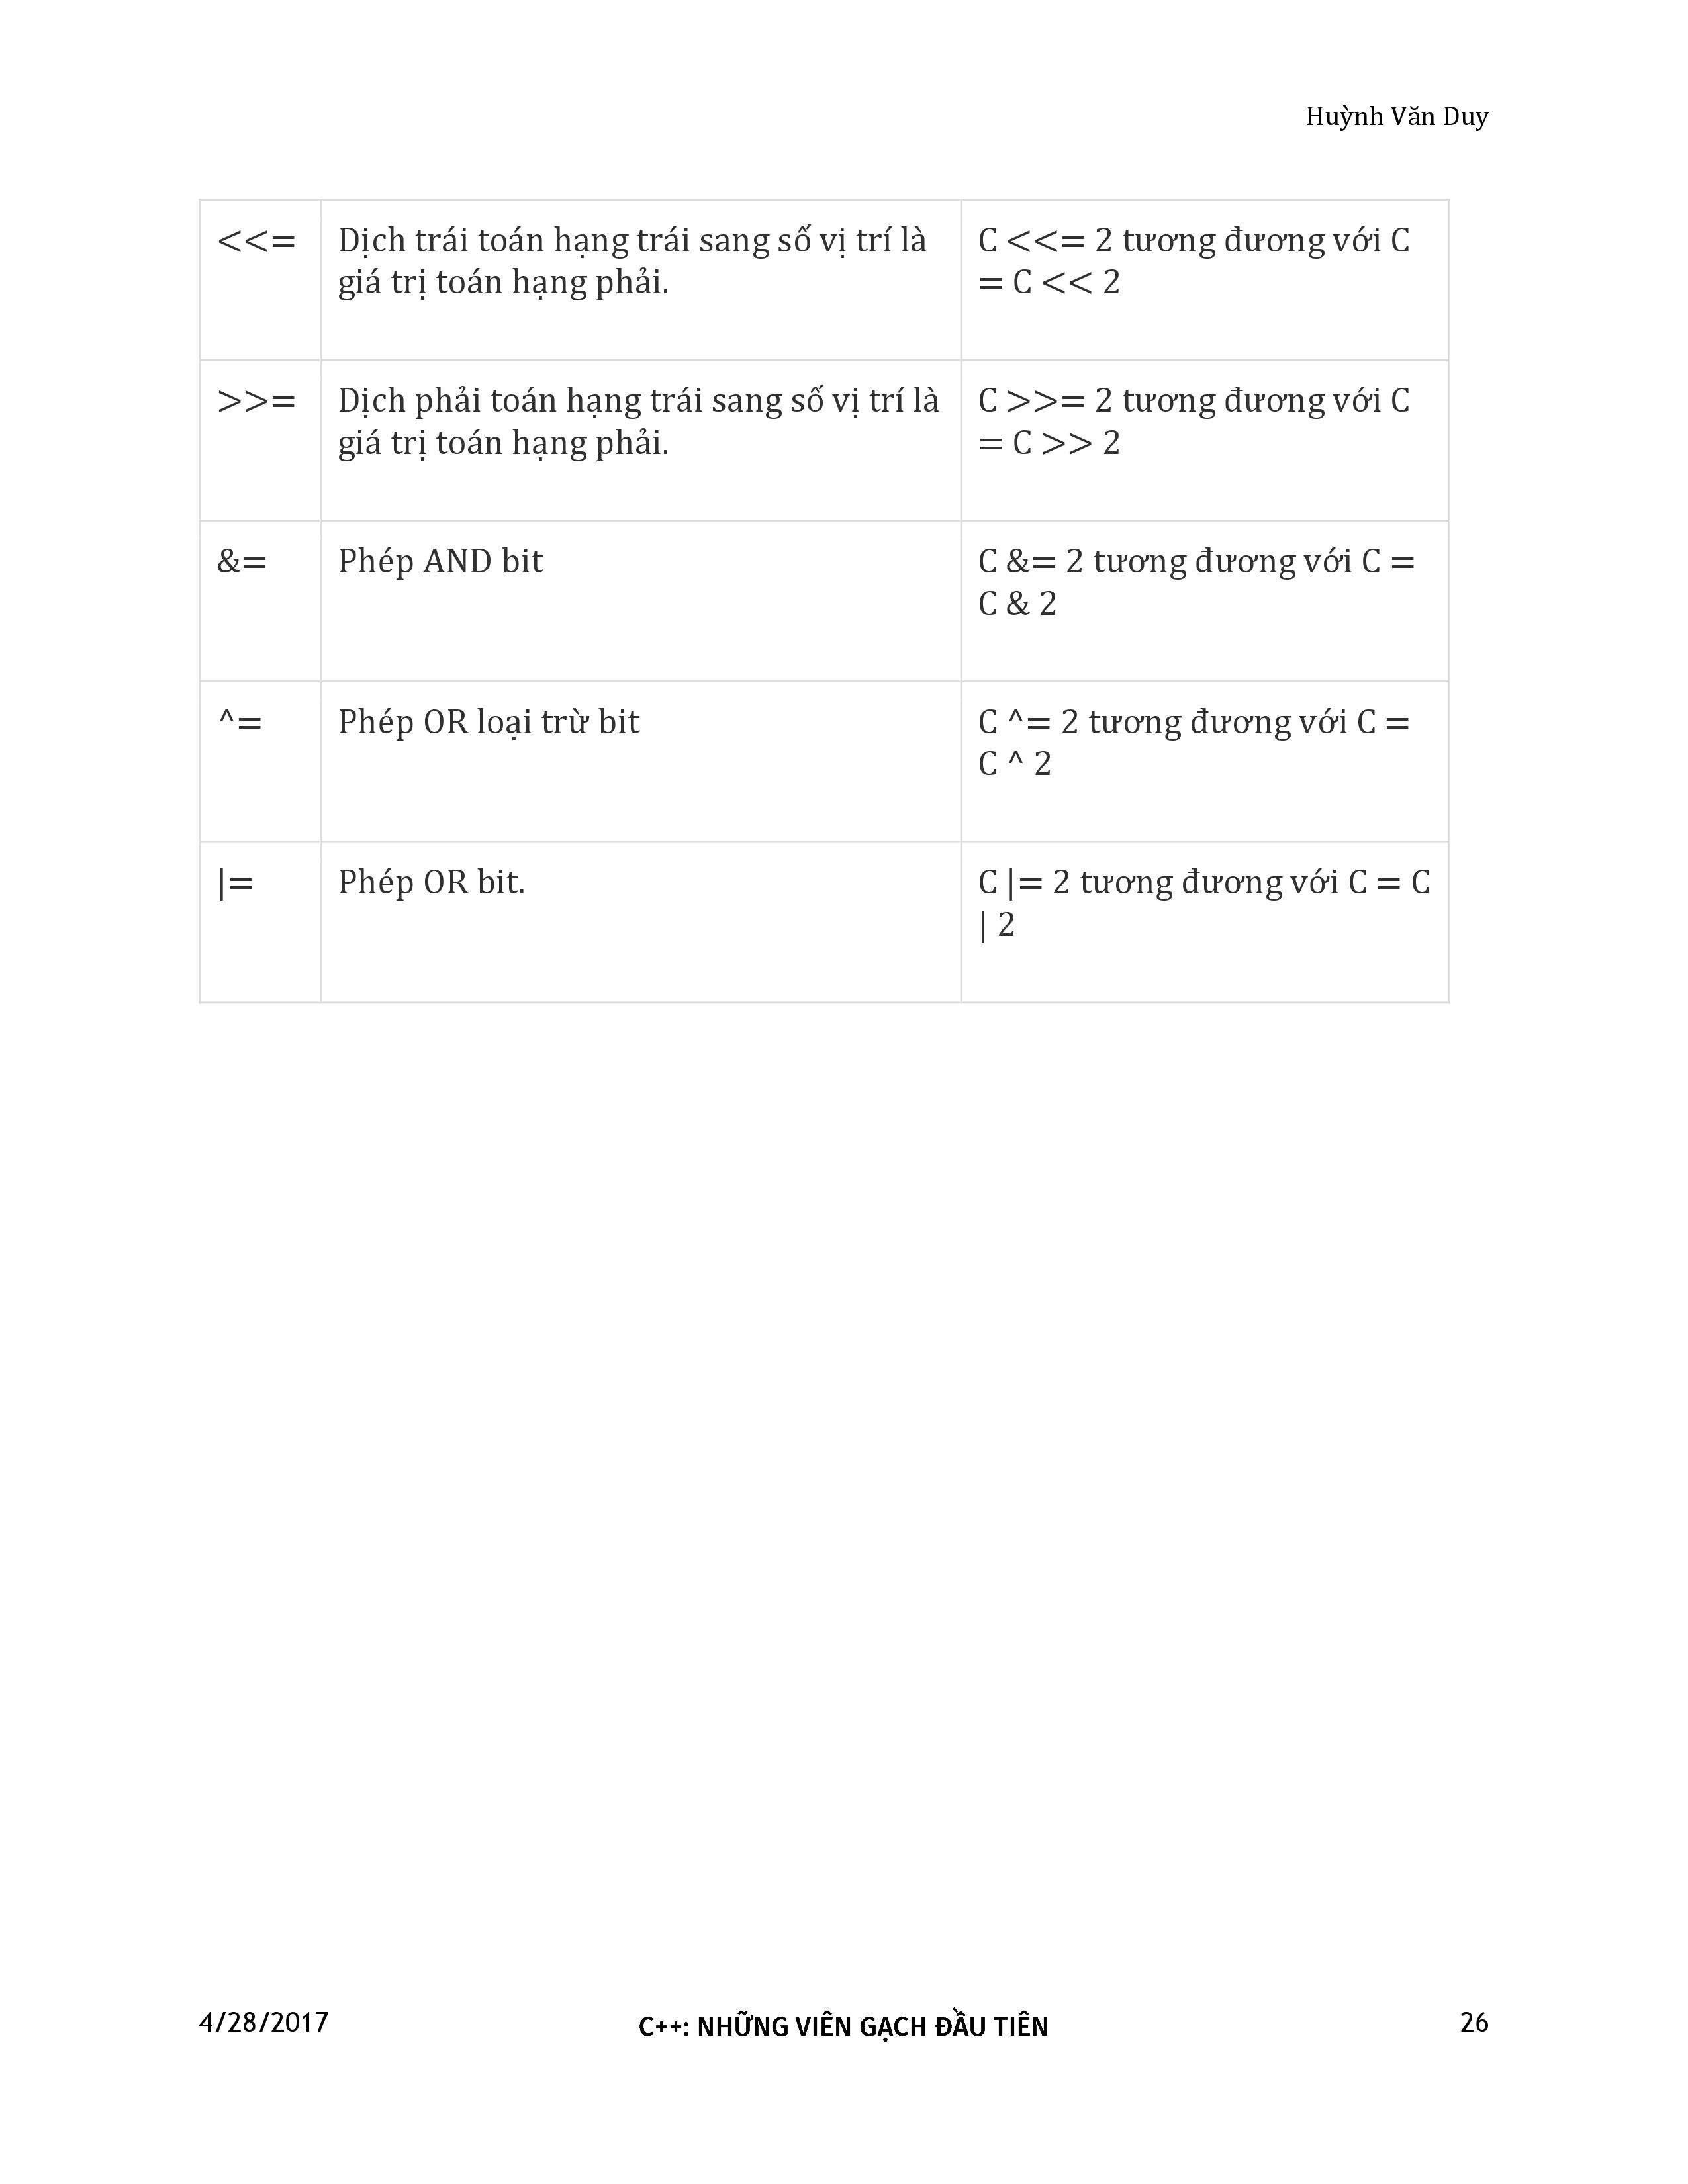 Huỳnh Văn Duy
<<= Dịch trái toán hạng trái sang số vị trí là C <<= 2 tương đương với C
giá trị toán hạng phải. = C << 2
>>= Dịch phải toán hạng trái sang số vị trí là C >>= 2 tương đương với C
giá trị toán hạng phải. = C >> 2
&= Phép AND bit C &= 2 tương đương với C =
C & 2
^= Phép OR loại trừ bit C ^= 2 tương đương với C =
C ^ 2
|= Phép OR bit. C |= 2 tương đương với C = C
| 2
4/28/2017 C++: NHỮNG VIÊN GẠCH ĐẦU TIÊN 26